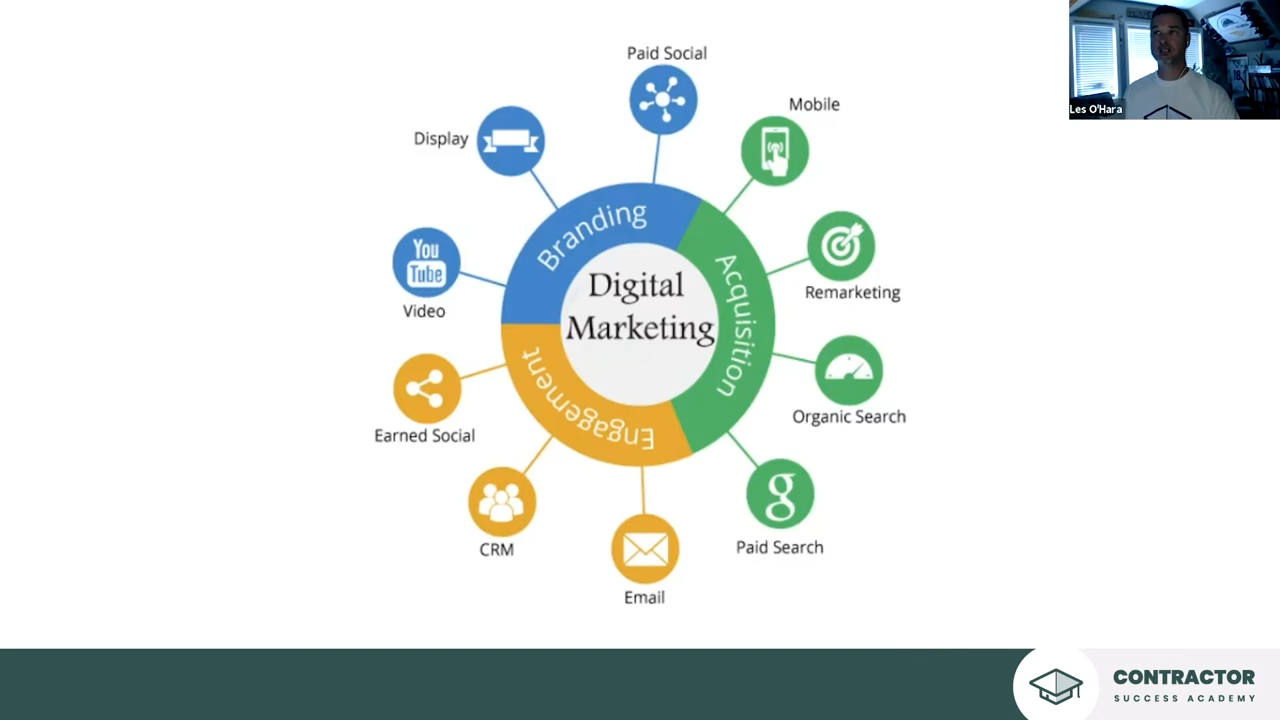 Paid Social
Mobile
Display
Les O'Hara
Branding
You
Tube
Video
Acquisition
Remarketing
Digital
Marketing
Engagement
Earned Social
Organic Search
CRM
g
Paid Search
Email
CONTRACTOR
SUCCESS ACADEMY